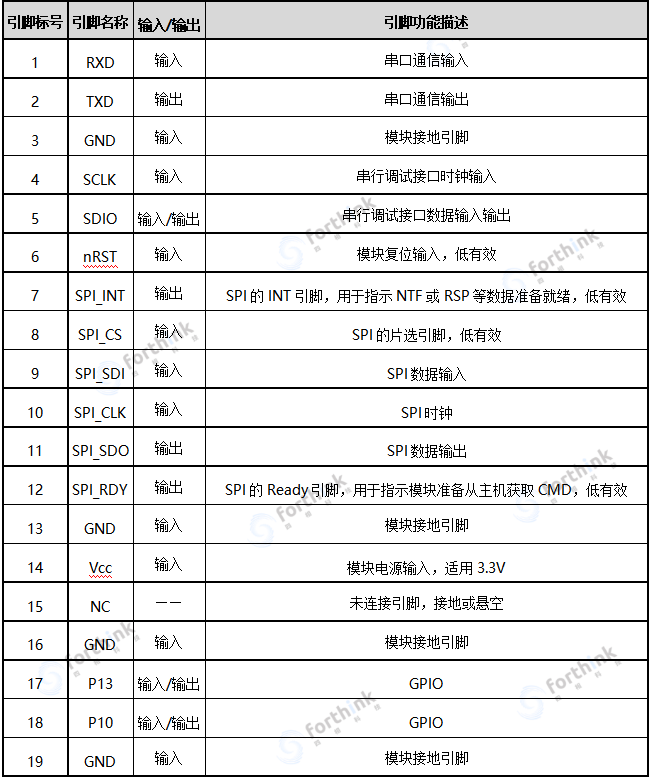 引脚标号 引脚名称 输入/输出 引脚功能描述
1 RXD 输入 串口通信输入
2 TXD 输出 串口通信输出
3 GND 输入 模块接地引脚
4 SCLK 输入 串行调试接口时钟输入
5 SDIO 输入/输出 串行调试接口数据输入输出
6 nRST 输入 模块复位输入，低有效
7 SPI_INT 输出 SPI 的 INT 引脚，用于指示 NTF 或 RSP 等数据准备就绪，低有效
8 SPI_CS 输入 SPI 的片选引脚，低有效
9 SPI_SDI 输入 SPI 数据输入
10 SPI_CLK 输入 SPI 时钟
11 SPI_SDO 输出 SPI 数据输出
12 SPI_RDY 输出 SPI 的 Ready 引脚，用于指示模块准备从主机获取 CMD，低有效
13 GND 输入 模块接地引脚
14 Vcc 输入 模块电源输入，适用 3.3V
15 NC —— 未连接引脚，接地或悬空
16 GND 输入 模块接地引脚
17 P13 输入/输出 GPIO
18 P10 输入/输出 GPIO
19 GND 输入 模块接地引脚
forthink
forthink
forthink
forthink
forthink
forthink
forthink
forthink